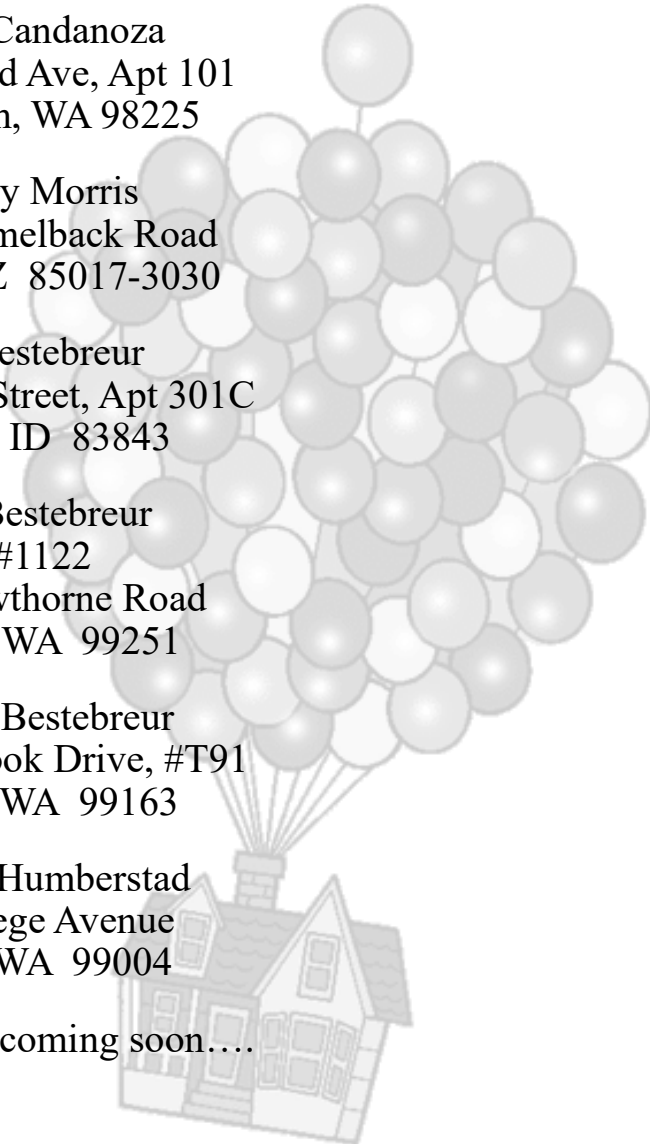 Candanoza
d Ave, Apt 101
n, WA 98225
y Morris
melback Road
Z 85017-3030
estebreur
Street, Apt 301C
ID 83843
Bestebreur
#1122
wthorne Road
WA 99251
Bestebreur
ook Drive, #T91
WA 99163
Humberstad
ege Avenue
WA 99004
coming soon….